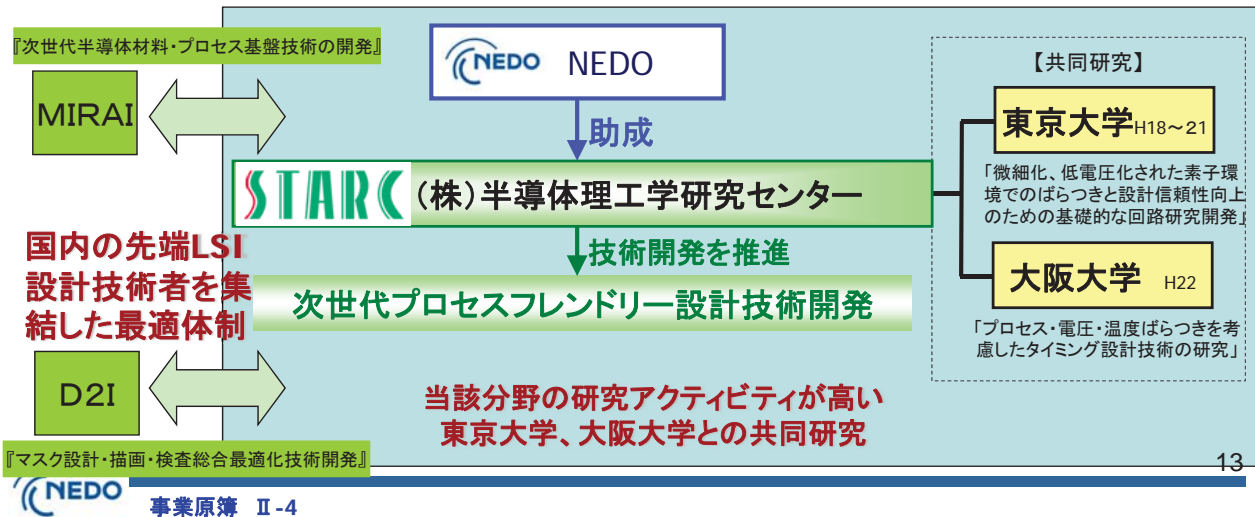 『次世代半導体材料・プロセス基盤技術の開発』
MIRAI
NEDO
NEDO
助成
STARC
(株)半導体理工学研究センター
技術開発を推進
次世代プロセスフレンドリー設計技術開発
国内の先端LSI
設計技術者を集
結した最適体制
D2I
『マスク設計・描画・検査総合最適化技術開発』
当該分野の研究アクティビティが高い
東京大学、大阪大学との共同研究
【共同研究】
東京大学H18~21
「微細化、低電圧化された素子環
境でのばらつきと設計信頼性向上
のための基礎的な回路研究開発」
大阪大学 H22
「プロセス・電圧・温度ばらつきを考
慮したタイミング設計技術の研究」
13
NEDO
事業原簿 Ⅱ-4